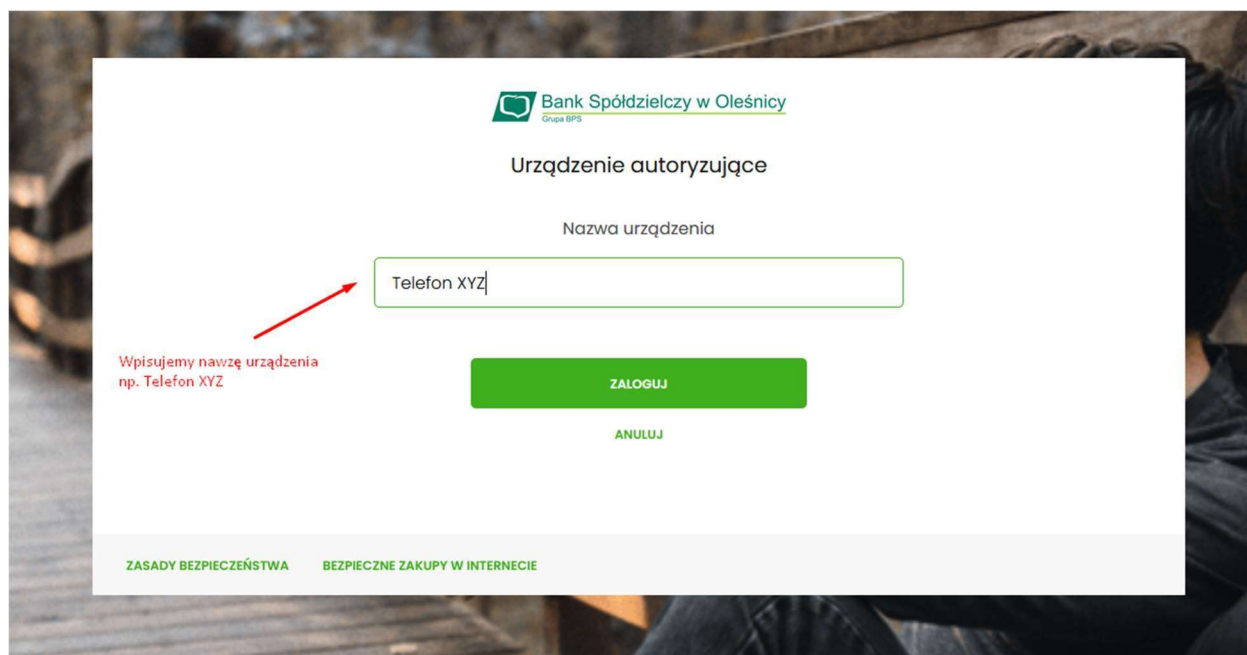 Bank Spółdzielczy w Oleśnicy
Grupa BPS
Urządzenie autoryzujące
Nazwa urządzenia
Telefon XYZ
Wpisujemy nawzę urządzenia
np. Telefon XYZ
ZALOGUJ
ANULUJ
ZASADY BEZPIECZEŃSTWA BEZPIECZNE ZAKUPY W INTERNECIE